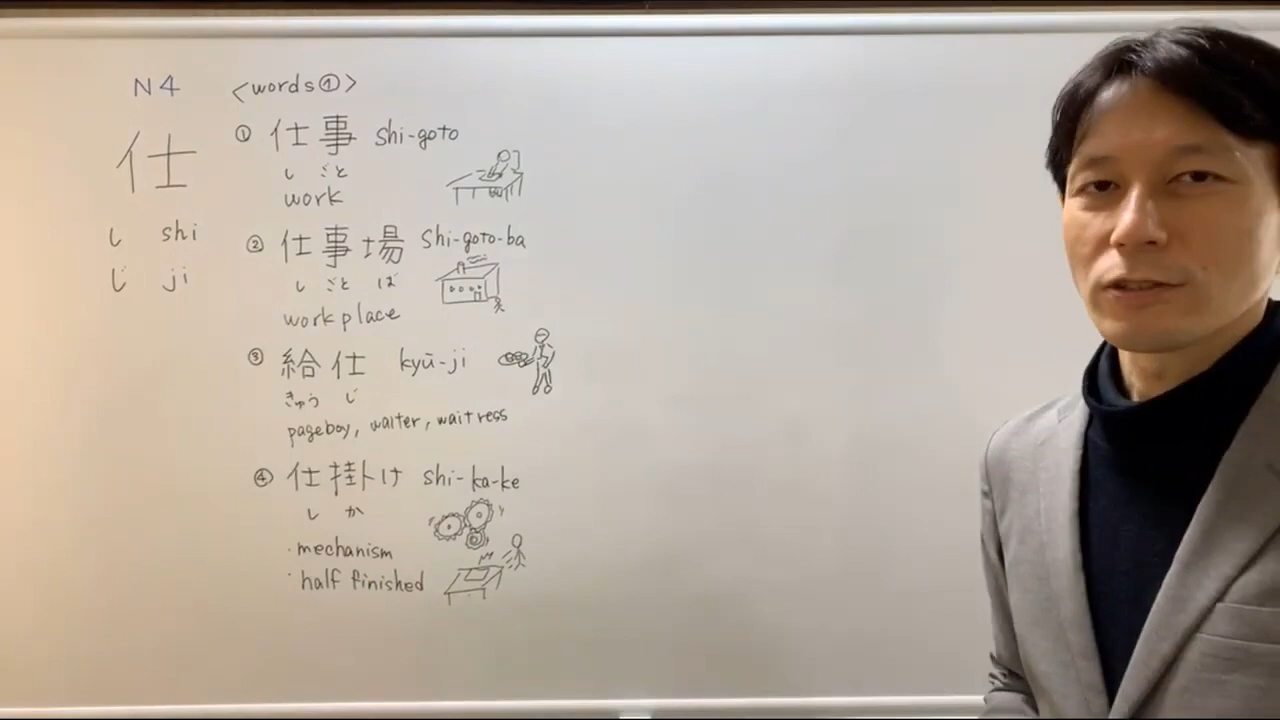 N4
仕
し shi
じ ji
<words①>
① 仕事 shi-goto
し ごと
work
② 仕事場 shi-goto-ba
し ごと ば
workplace
③ 給仕 kyū-ji
きゅう じ
pageboy, waiter, waitress
④ 仕掛け shi-ka-ke
し か
・mechanism
・half finished